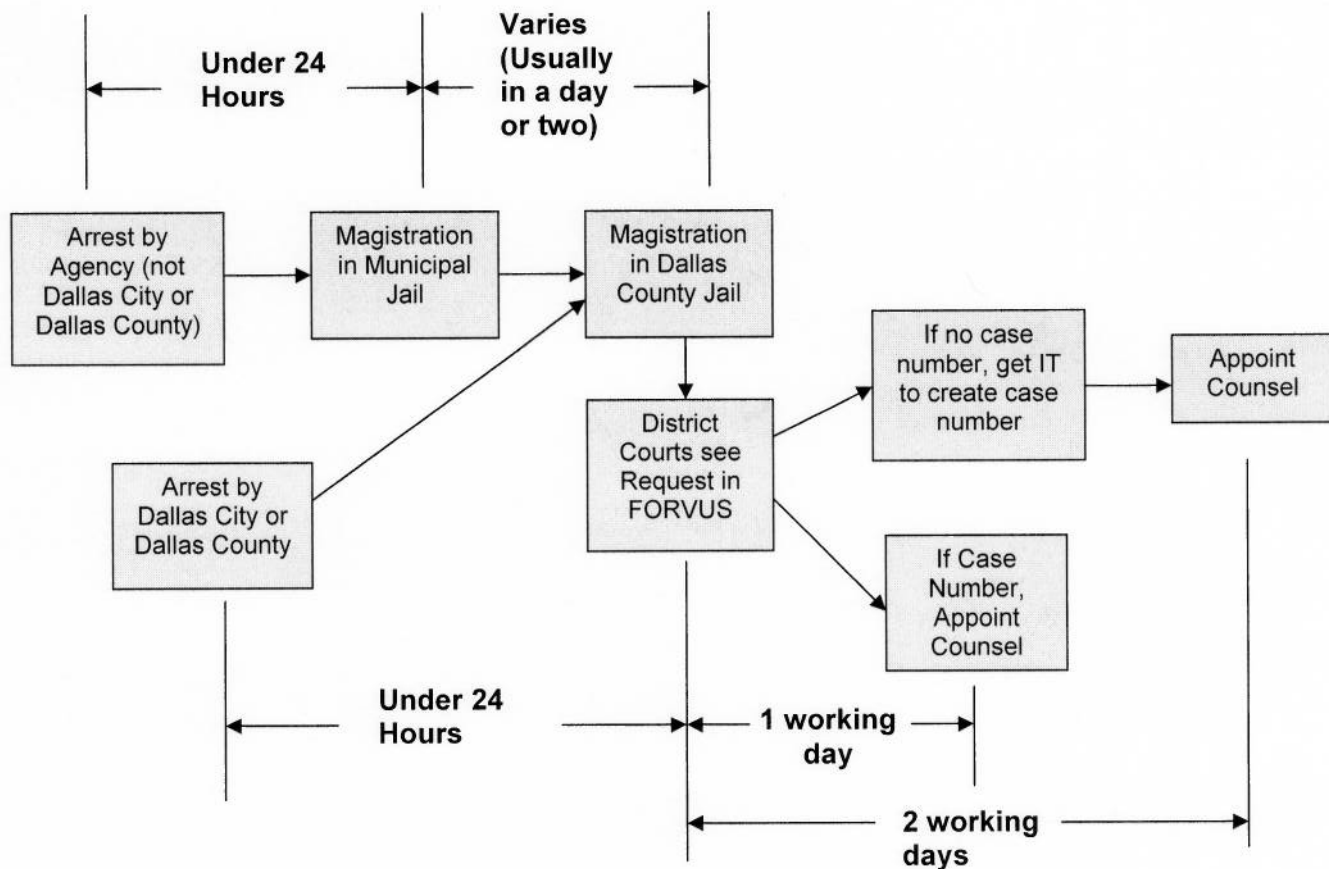 Under 24
Hours
Varies
(Usually
in a day
or two)
Arrest by
Agency (not
Dallas City or
Dallas County)
Magistration
in Municipal
Jail
Magistration
in Dallas
County Jail
If no case
number, get IT
to create case
number
Appoint
Counsel
District
Courts see
Request in
FORVUS
Arrest by
Dallas City or
Dallas County
If Case
Number,
Appoint
Counsel
Under 24
Hours
1 working
day
2 working
days